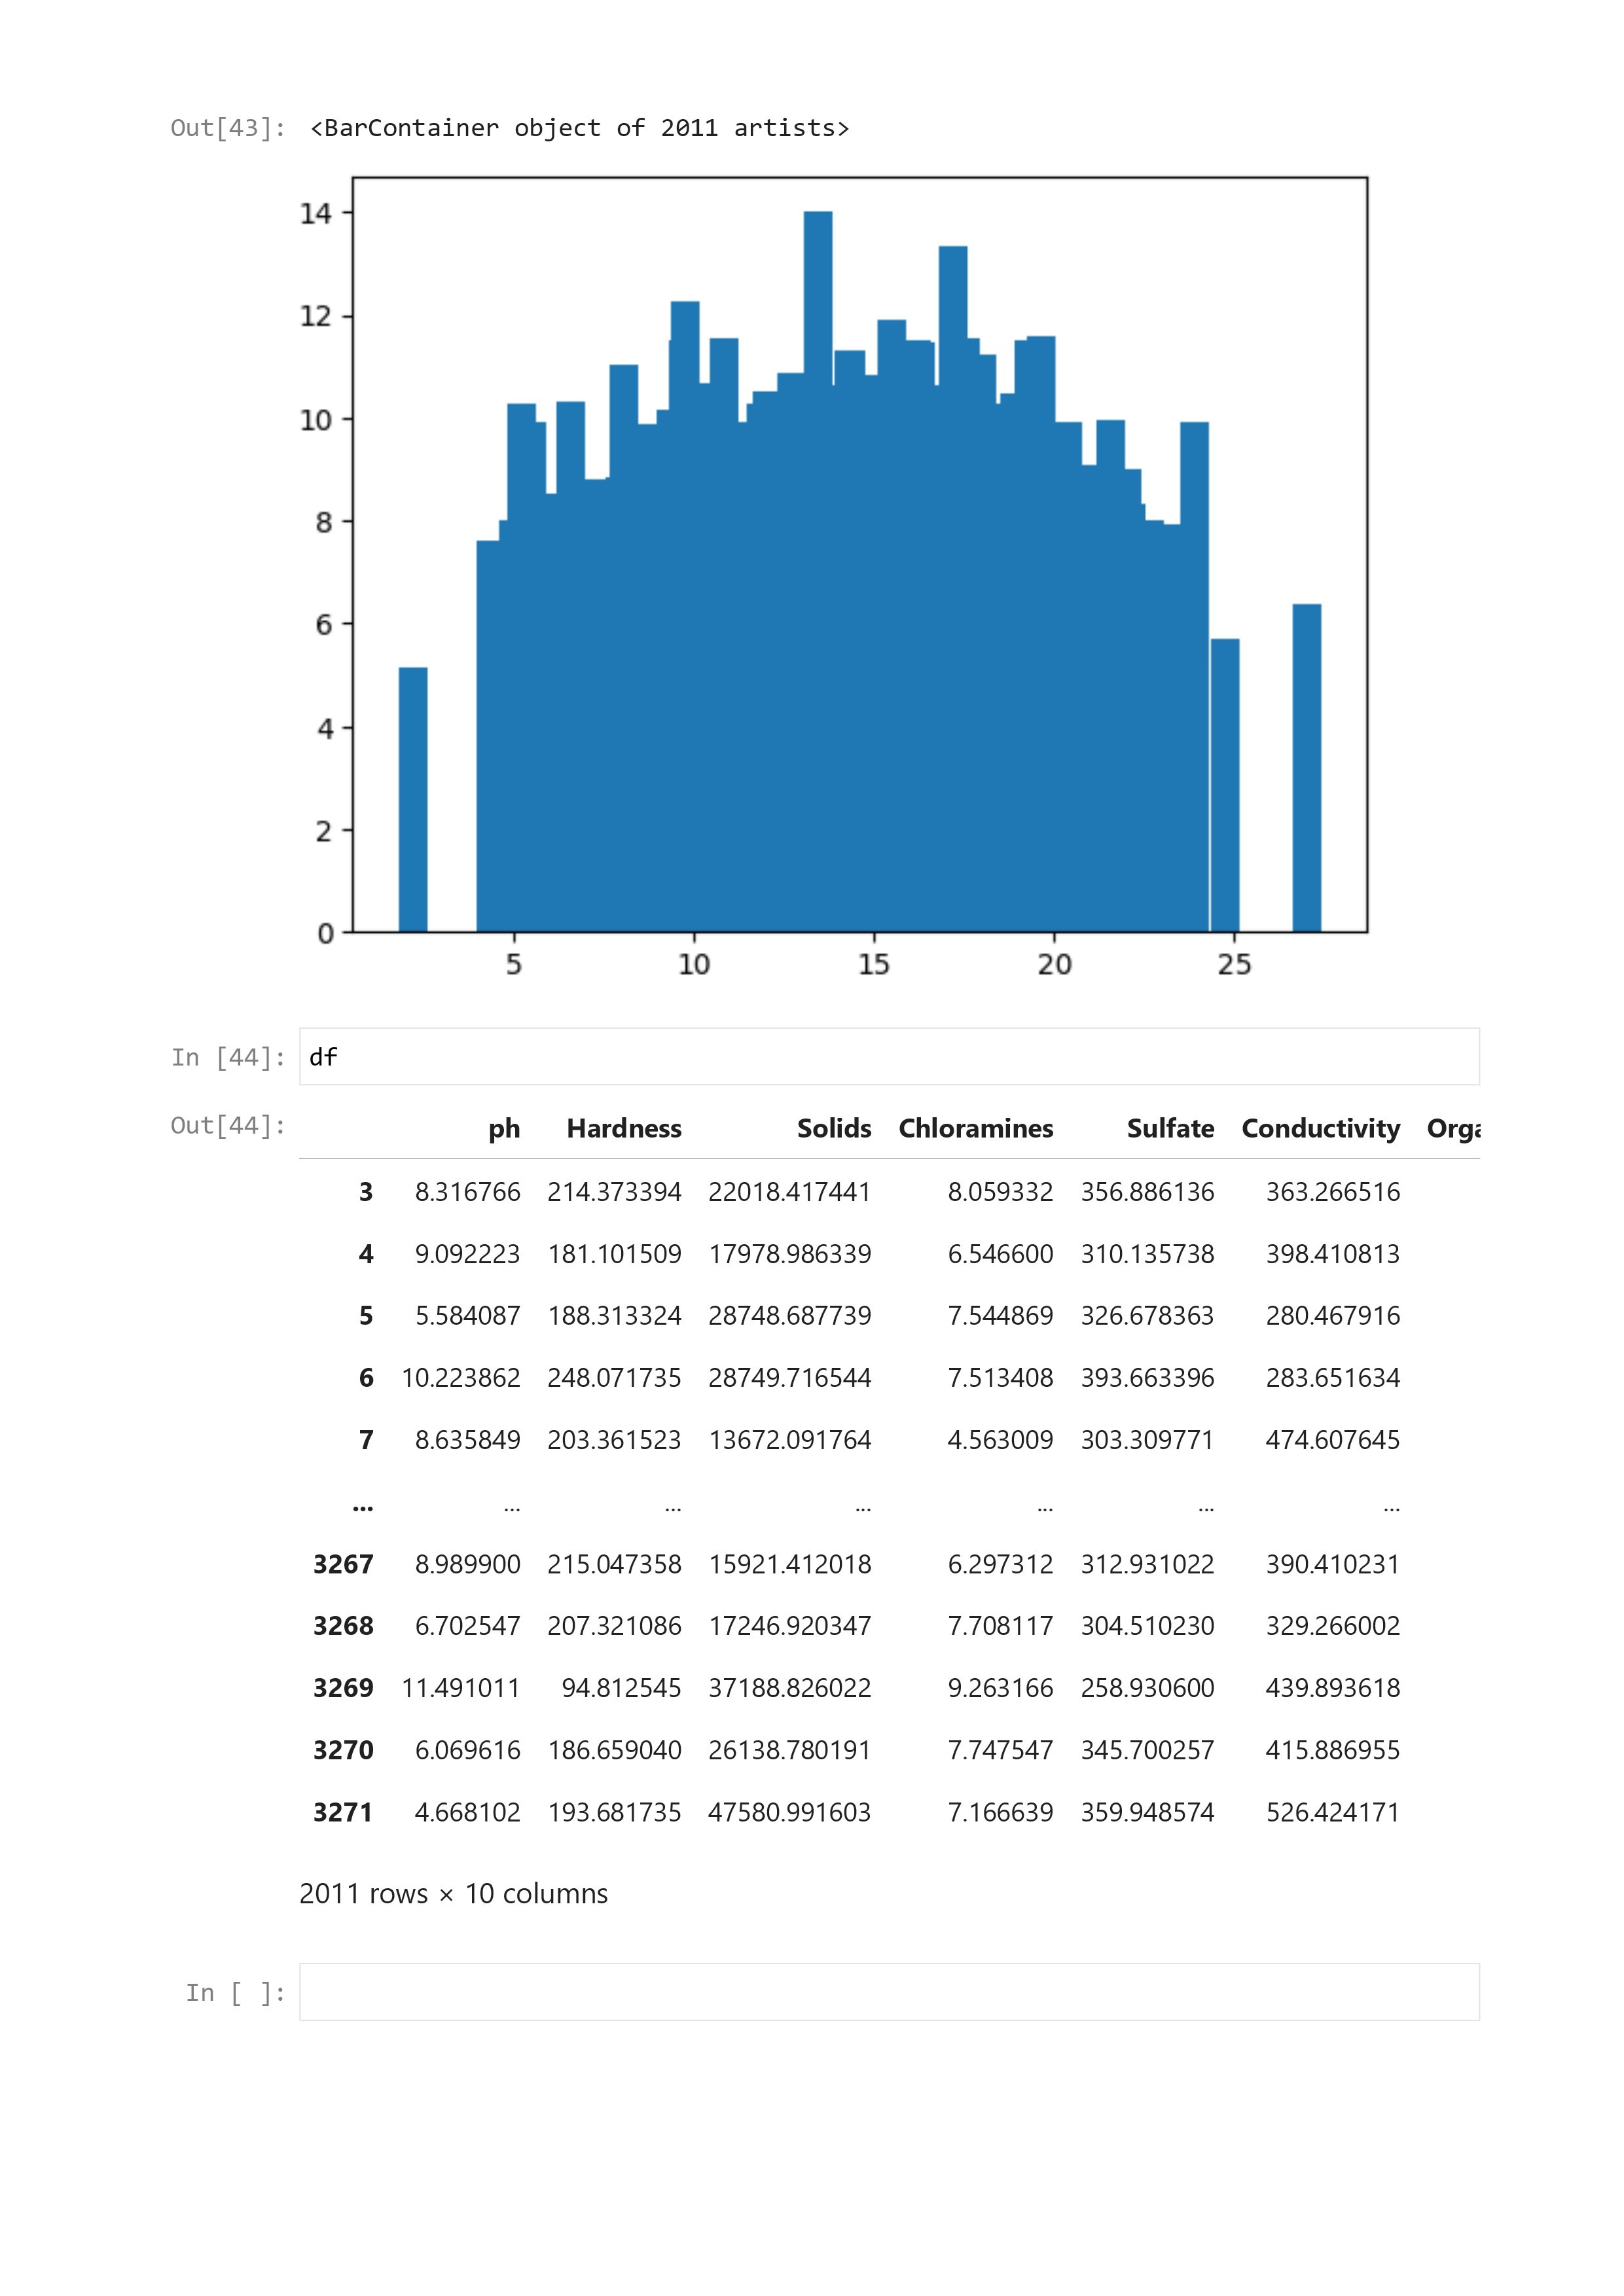 Out[43]: <BarContainer object of 2011 artists>
14
12
10
8
6
4
2
0
5 10 15 20 25
In [44]: df
Out[44]: ph Hardness Solids Chloramines Sulfate Conductivity Orga
3 8.316766 214.373394 22018.417441 8.059332 356.886136 363.266516
4 9.092223 181.101509 17978.986339 6.546600 310.135738 398.410813
5 5.584087 188.313324 28748.687739 7.544869 326.678363 280.467916
6 10.223862 248.071735 28749.716544 7.513408 393.663396 283.651634
7 8.635849 203.361523 13672.091764 4.563009 303.309771 474.607645
... ... ... ... ... ... ...
3267 8.989900 215.047358 15921.412018 6.297312 312.931022 390.410231
3268 6.702547 207.321086 17246.920347 7.708117 304.510230 329.266002
3269 11.491011 94.812545 37188.826022 9.263166 258.930600 439.893618
3270 6.069616 186.659040 26138.780191 7.747547 345.700257 415.886955
3271 4.668102 193.681735 47580.991603 7.166639 359.948574 526.424171
2011 rows × 10 columns
In [ ]: